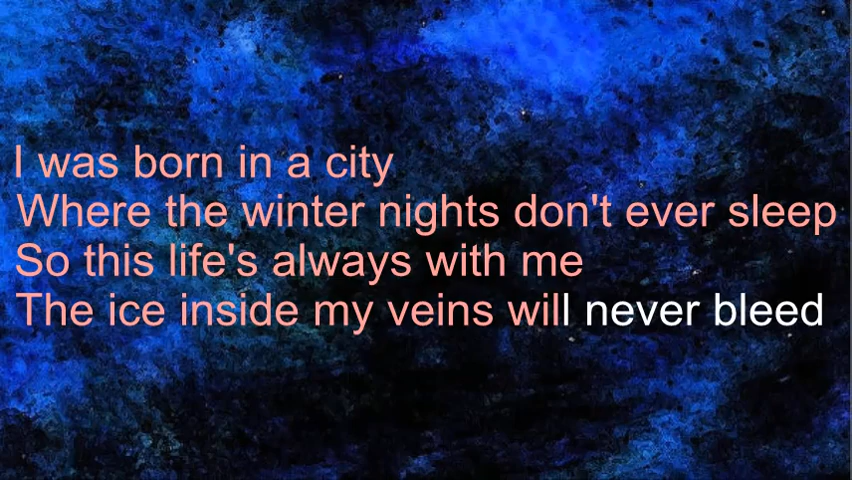 I was born in a city
Where the winter nights don't ever sleep
So this life's always with me
The ice inside my veins will never bleed